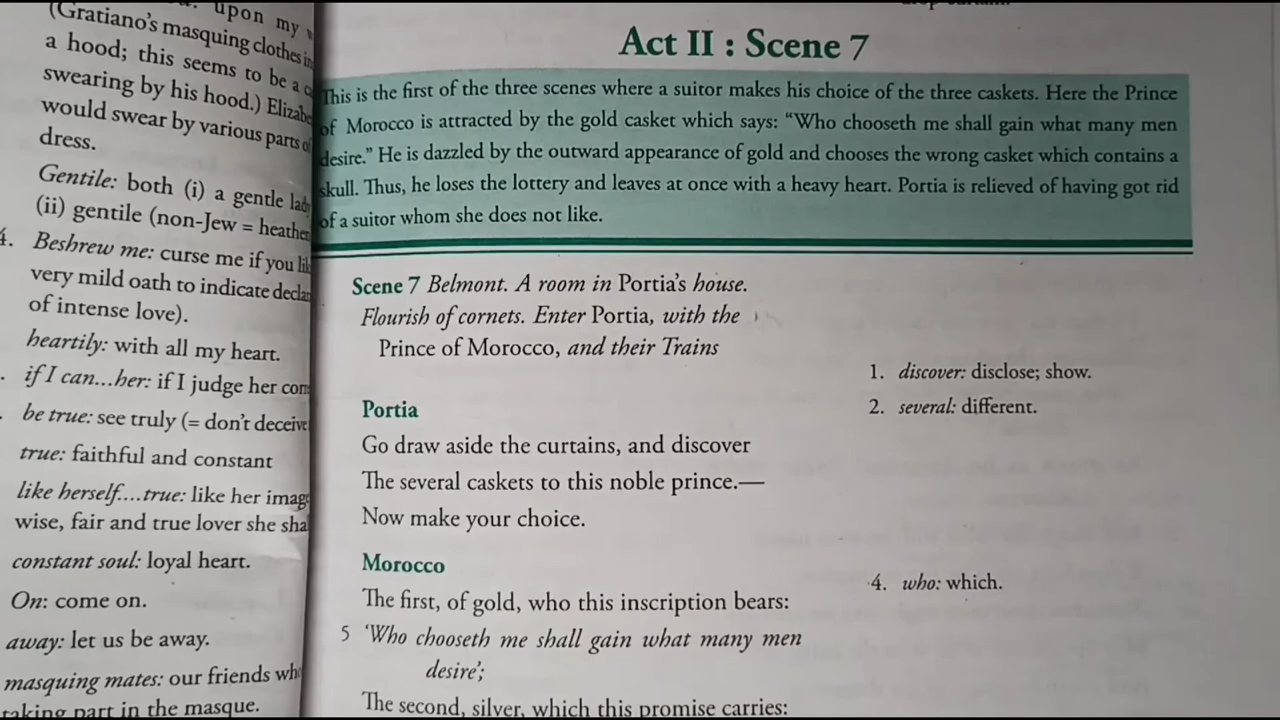 upon my
(Gratiano's masquing clothes
a hood; this seems to be a
swearing by his hood.)
would swear by various parts
dress.
Gentile: both (i) a gentle
(ii) gentile (non-Jew =
4. Beshrew me: curse me if you
very mild oath to indicate
of intense love).
heartily: with all my heart.
if I can...her: if I judge her
be true: see truly (= don't
true: faithful and constant
like herself....true: like her
wise, fair and true lover she
constant soul: loyal heart.
On: come on.
away: let us be away.
masquing mates: our friends
taking part in the masque.
Act II : Scene 7
This is the first of the three scenes where a suitor makes his choice of the three caskets. Here the Prince
of Morocco is attracted by the gold casket which says: “Who chooseth me shall gain what many men
desire.” He is dazzled by the outward appearance of gold and chooses the wrong casket which contains a
skull. Thus, he loses the lottery and leaves at once with a heavy heart. Portia is relieved of having got rid
of a suitor whom she does not like.
Scene 7 Belmont. A room in Portia's house.
Flourish of cornets. Enter Portia, with the
Prince of Morocco, and their Trains
Portia
Go draw aside the curtains, and discover
The several caskets to this noble prince.—
Now make your choice.
Morocco
The first, of gold, who this inscription bears:
5 ‘Who chooseth me shall gain what many men
desire’;
The second, silver, which this promise carries:
1. discover: disclose; show.
2. several: different.
4. who: which.